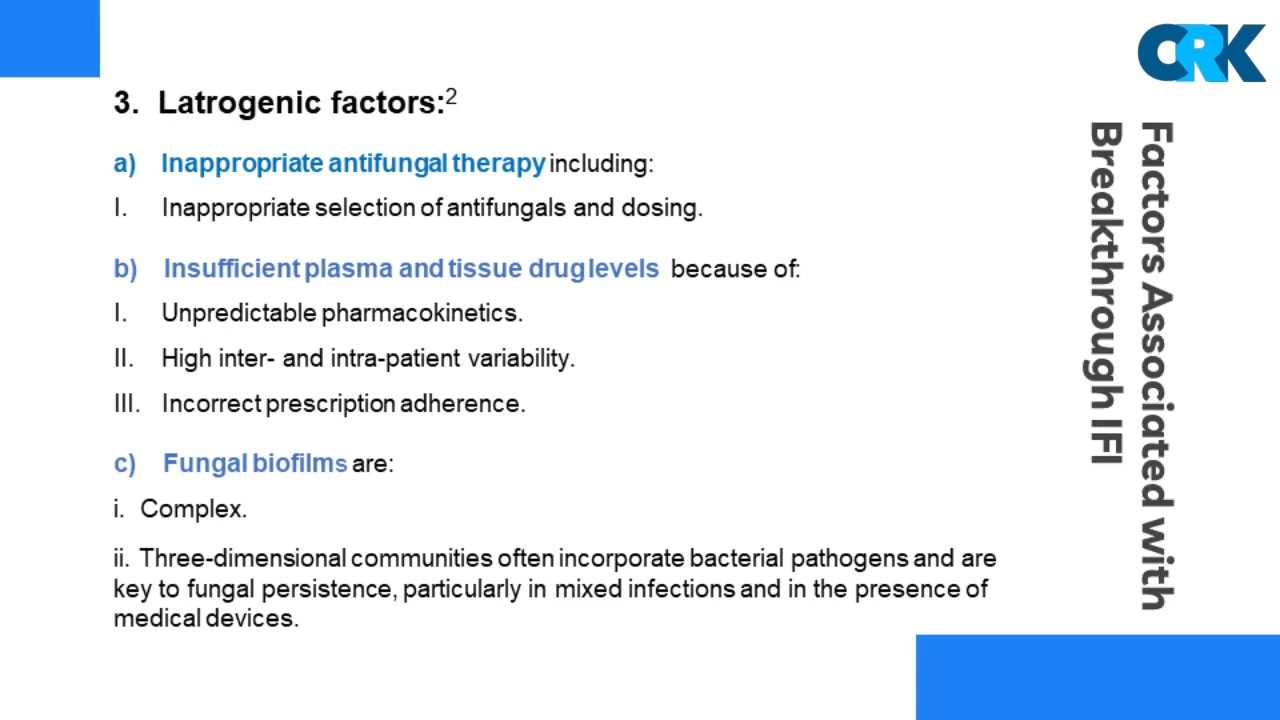 CRK
Factors Associated with
Breakthrough IFI
3. Latrogenic factors:2
a) Inappropriate antifungal therapy including:
I. Inappropriate selection of antifungals and dosing.
b) Insufficient plasma and tissue drug levels because of:
I. Unpredictable pharmacokinetics.
II. High inter- and intra-patient variability.
III. Incorrect prescription adherence.
c) Fungal biofilms are:
i. Complex.
ii. Three-dimensional communities often incorporate bacterial pathogens and are
key to fungal persistence, particularly in mixed infections and in the presence of
medical devices.